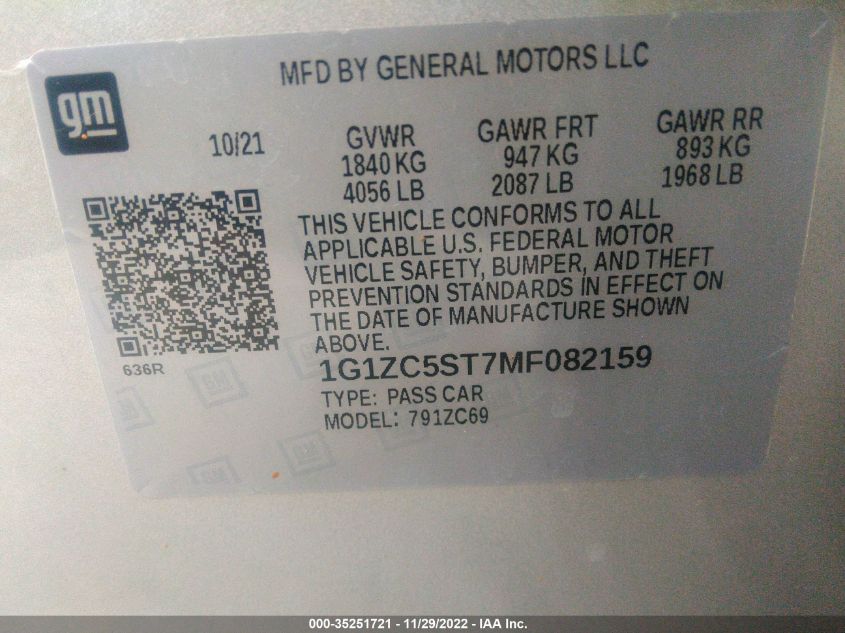 MFD BY GENERAL MOTORS LLC
gm
10/21
GVWR GAWR FRT GAWR RR
1840 KG 947 KG 893 KG
4056 LB 2087 LB 1968 LB
THIS VEHICLE CONFORMS TO ALL
APPLICABLE U.S. FEDERAL MOTOR
VEHICLE SAFETY, BUMPER, AND THEFT
PREVENTION STANDARDS IN EFFECT ON
THE DATE OF MANUFACTURE SHOWN
ABOVE.
636R
1G1ZC5ST7MF082159
TYPE: PASS CAR
MODEL: 791ZC69
GM
GM
GM
000-35251721 - 11/29/2022 - IAA Inc.